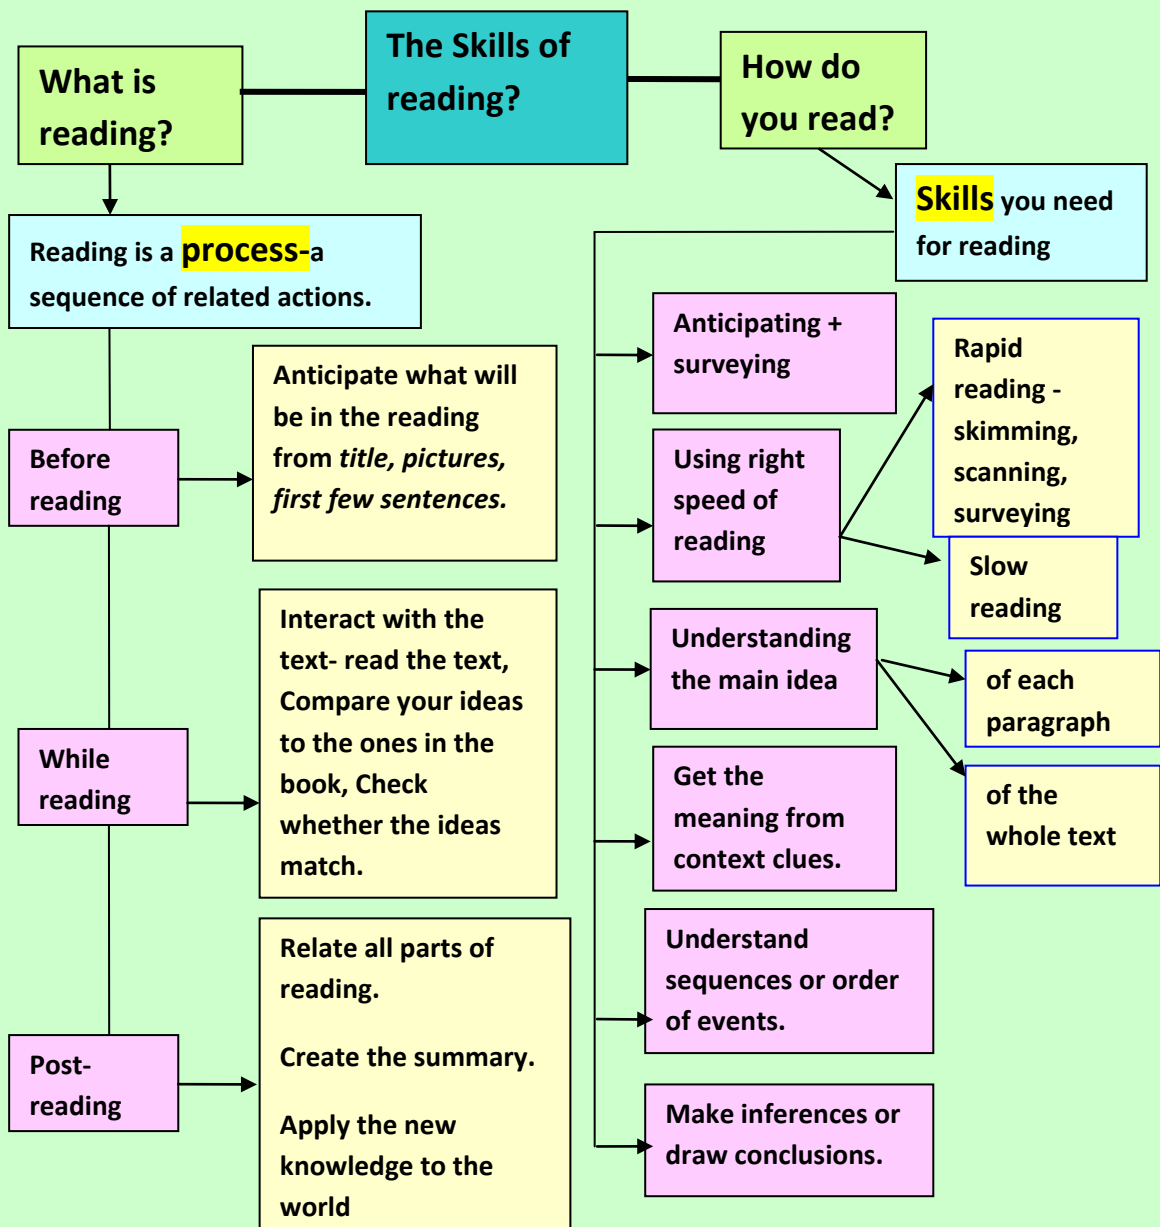 The Skills of
reading?
What is
reading?
How do
you read?
Reading is a process-a
sequence of related actions.
Before
reading
Anticipate what will
be in the reading
from title, pictures,
first few sentences.
While
reading
Interact with the
text- read the text,
Compare your ideas
to the ones in the
book, Check
whether the ideas
match.
Post-
reading
Relate all parts of
reading.
Create the summary.
Apply the new
knowledge to the
world
Skills you need
for reading
Anticipating +
surveying
Using right
speed of
reading
Rapid
reading -
skimming,
scanning,
surveying
Slow
reading
Understanding
the main idea
of each
paragraph
of the
whole text
Get the
meaning from
context clues.
Understand
sequences or order
of events.
Make inferences or
draw conclusions.